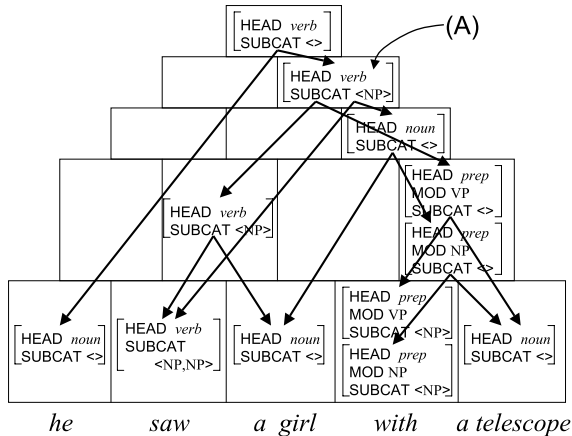 HEAD verb
SUBCAT <>
(A)
HEAD verb
SUBCAT <NP>
HEAD noun
SUBCAT <>
HEAD prep
MOD VP
SUBCAT <>
HEAD verb
SUBCAT <NP>
HEAD prep
MOD NP
SUBCAT <>
HEAD noun
SUBCAT <>
HEAD verb
SUBCAT
<NP,NP>
HEAD noun
SUBCAT <>
HEAD prep
MOD VP
SUBCAT <NP>
HEAD prep
MOD NP
SUBCAT <NP>
HEAD noun
SUBCAT <>
he saw a girl with a telescope